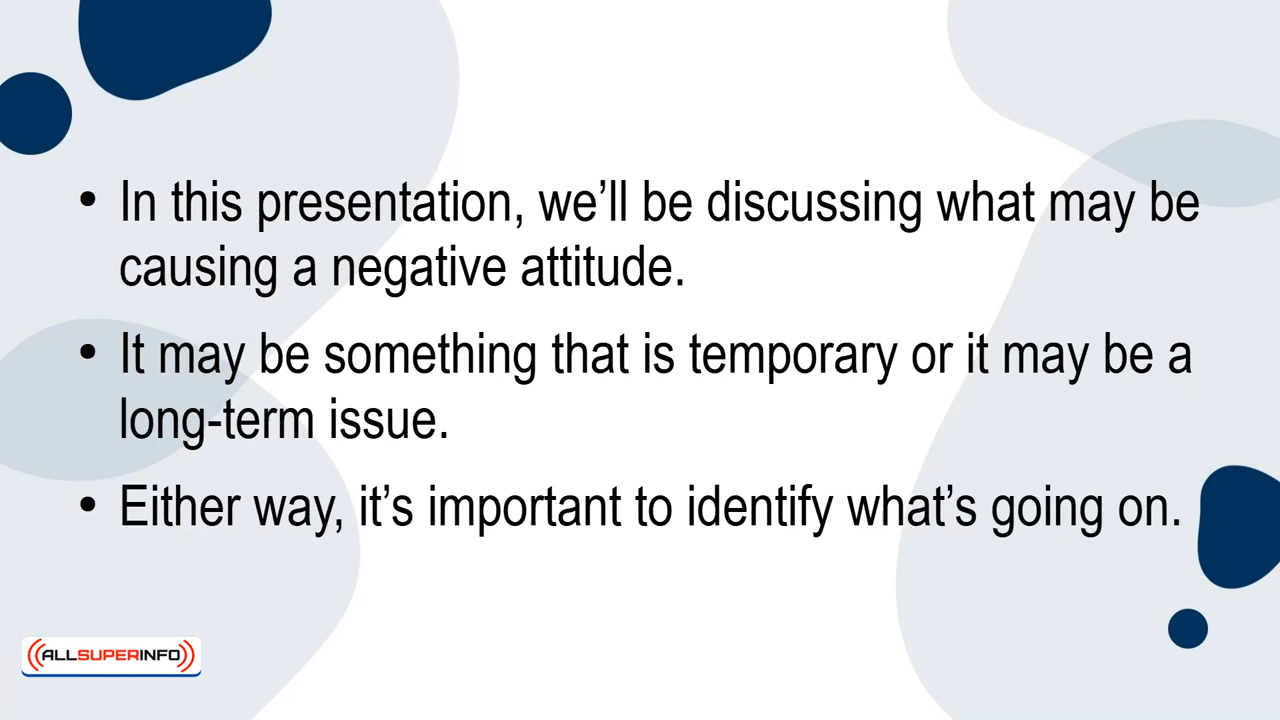 • In this presentation, we’ll be discussing what may be
causing a negative attitude.
• It may be something that is temporary or it may be a
long-term issue.
• Either way, it’s important to identify what’s going on.
ALLSUPERINFO